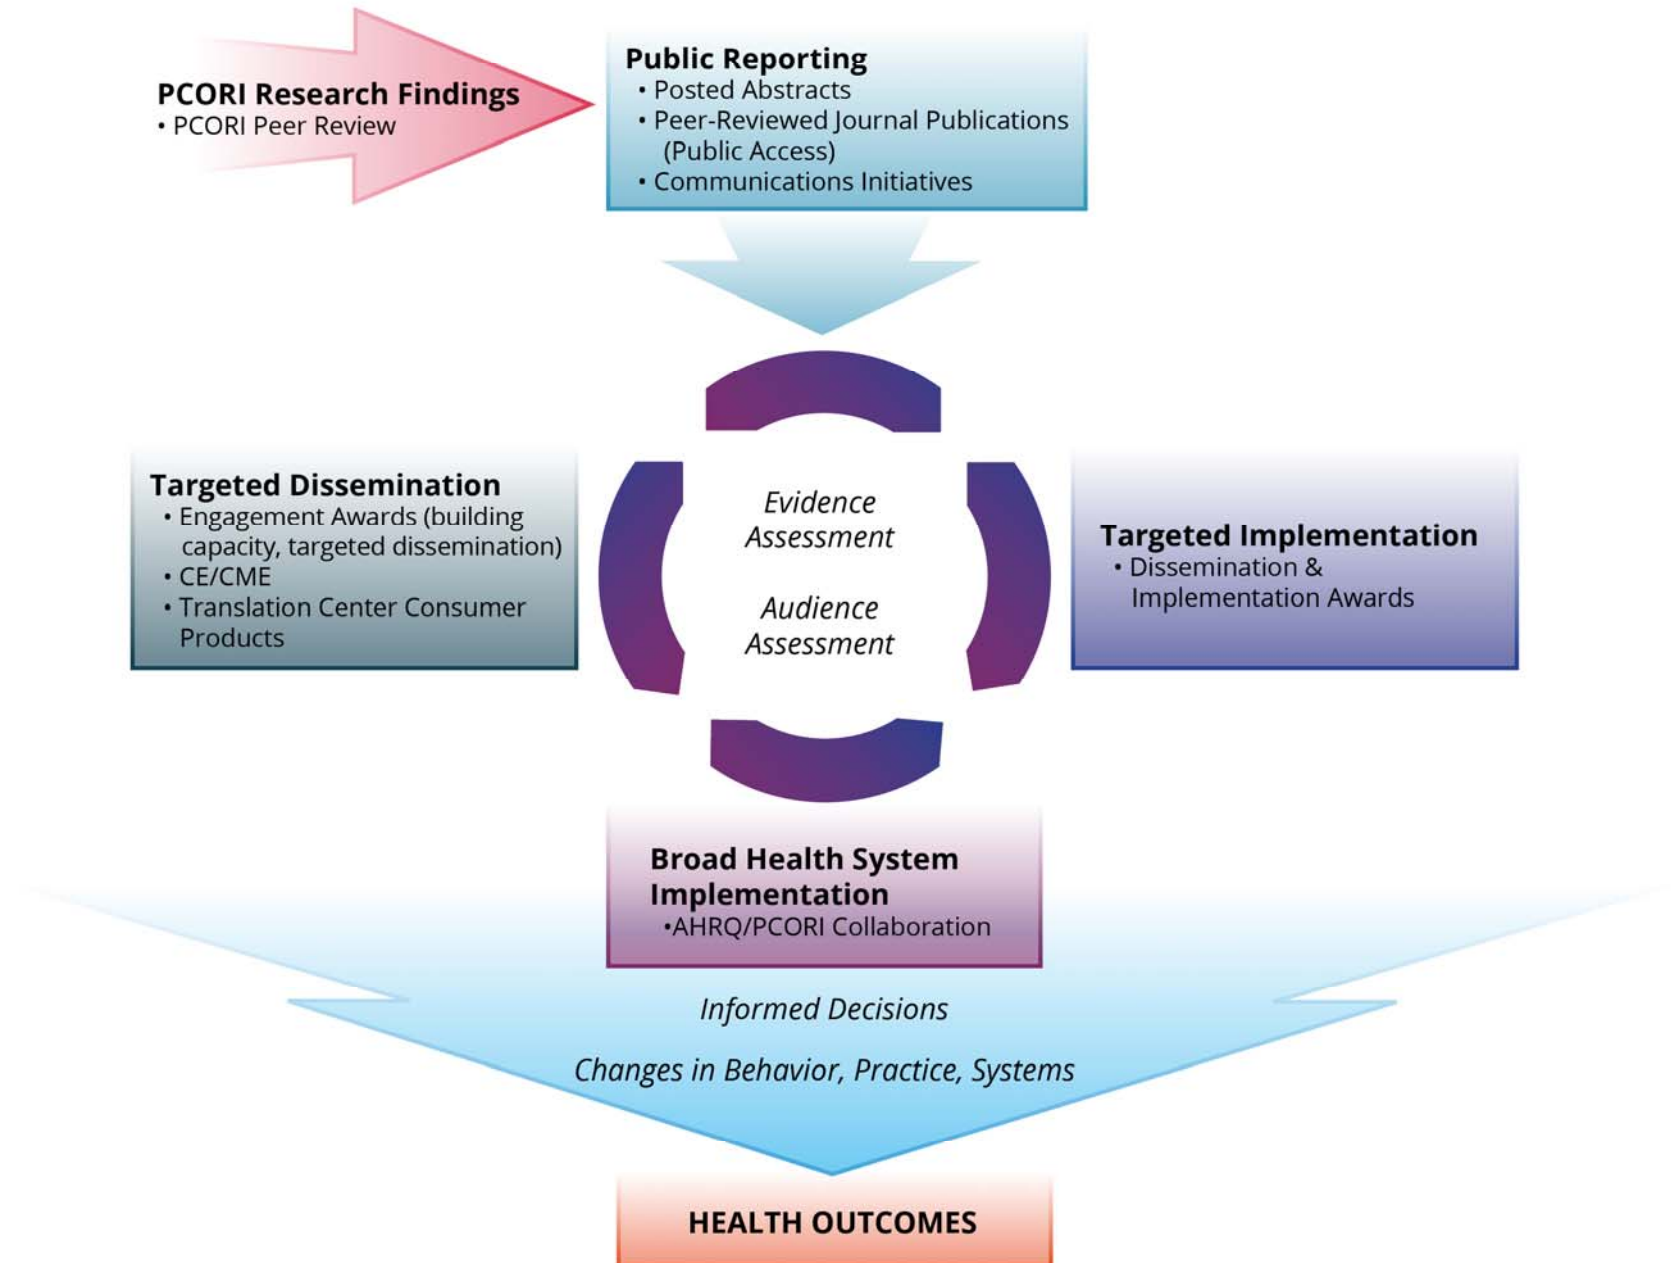 PCORI Research Findings
• PCORI Peer Review
Public Reporting
• Posted Abstracts
• Peer-Reviewed Journal Publications
(Public Access)
• Communications Initiatives
Targeted Dissemination
• Engagement Awards (building
capacity, targeted dissemination)
• CE/CME
• Translation Center Consumer
Products
Evidence
Assessment
Audience
Assessment
Targeted Implementation
• Dissemination &
Implementation Awards
Broad Health System
Implementation
•AHRQ/PCORI Collaboration
Informed Decisions
Changes in Behavior, Practice, Systems
HEALTH OUTCOMES